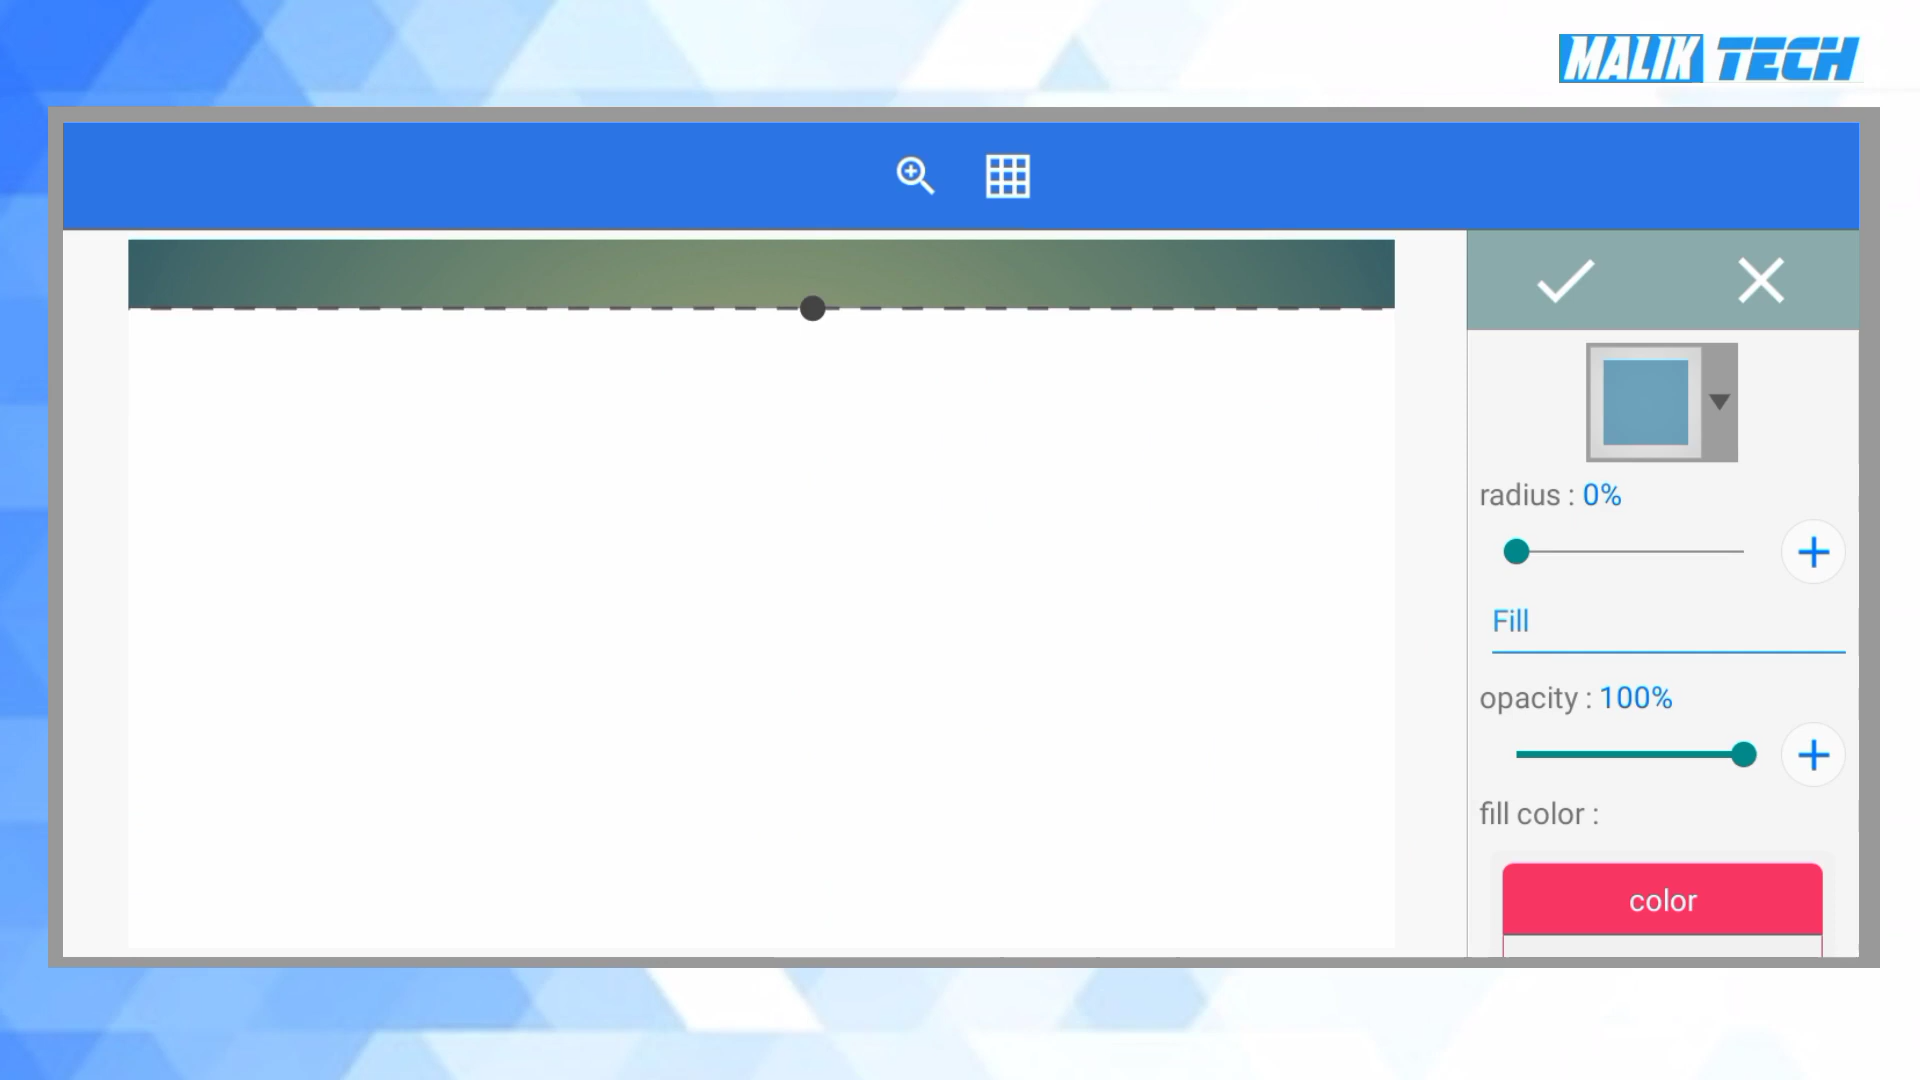 MALIK TECH
radius : 0%
Fill
opacity : 100%
fill color :
color